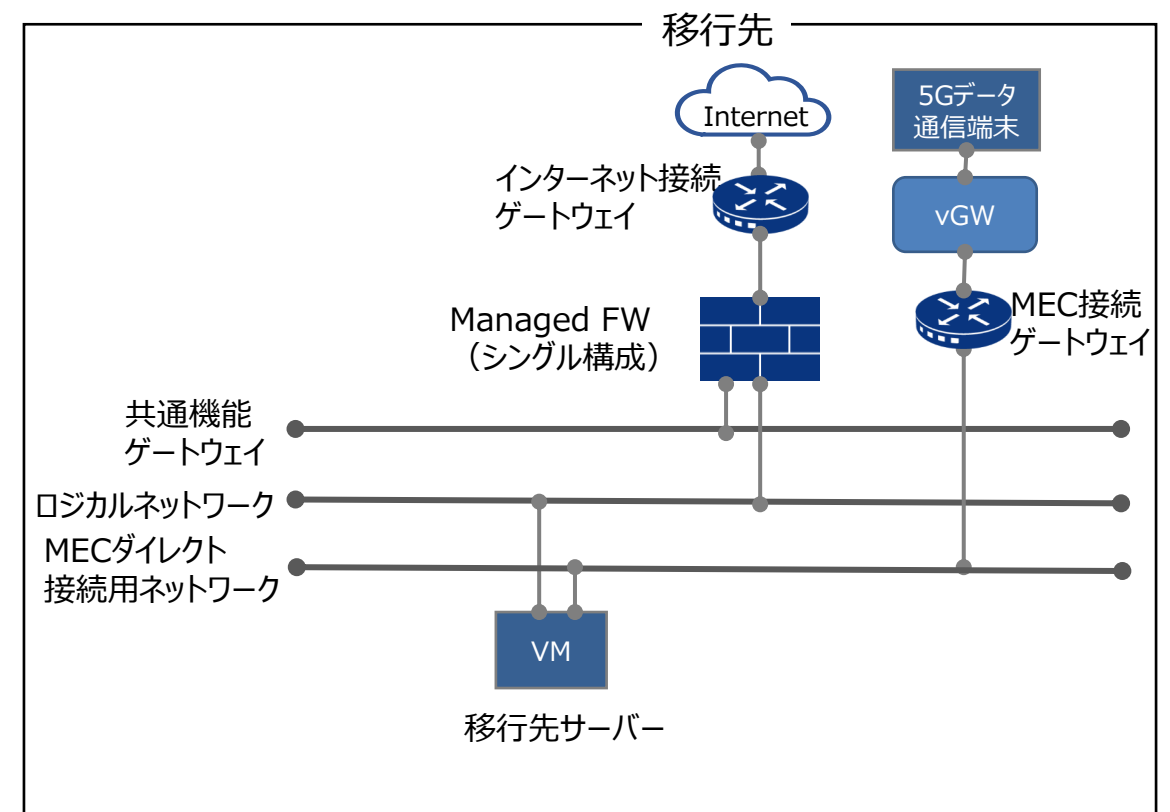 移行先
Internet
5Gデータ
通信端末
インターネット接続
ゲートウェイ
vGW
Managed FW
（シングル構成）
MEC接続
ゲートウェイ
共通機能
ゲートウェイ
ロジカルネットワーク
MECダイレクト
接続用ネットワーク
VM
移行先サーバー